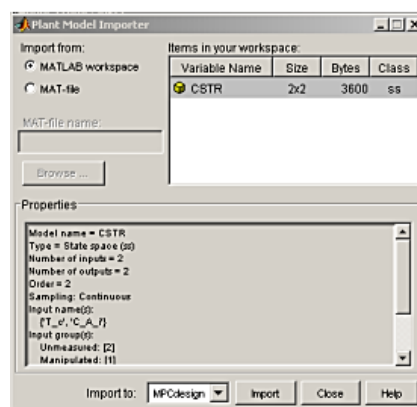 Plant Model Importer
Import from:
MATLAB workspace
MAT-file
MAT-file name:
Browse ...
Items in your workspace:
Variable Name Size Bytes Class
CSTR 2x2 3600 ss
Properties
Model name = CSTR
Type = State space (ss)
Number of inputs = 2
Number of outputs = 2
Order = 2
Sampling: Continuous
Input name(s):
{'T_c', 'C_A_i'}
Input group(s):
Unmeasured: [2]
Manipulated: [1]
Import to: MPCdesign Import Close Help